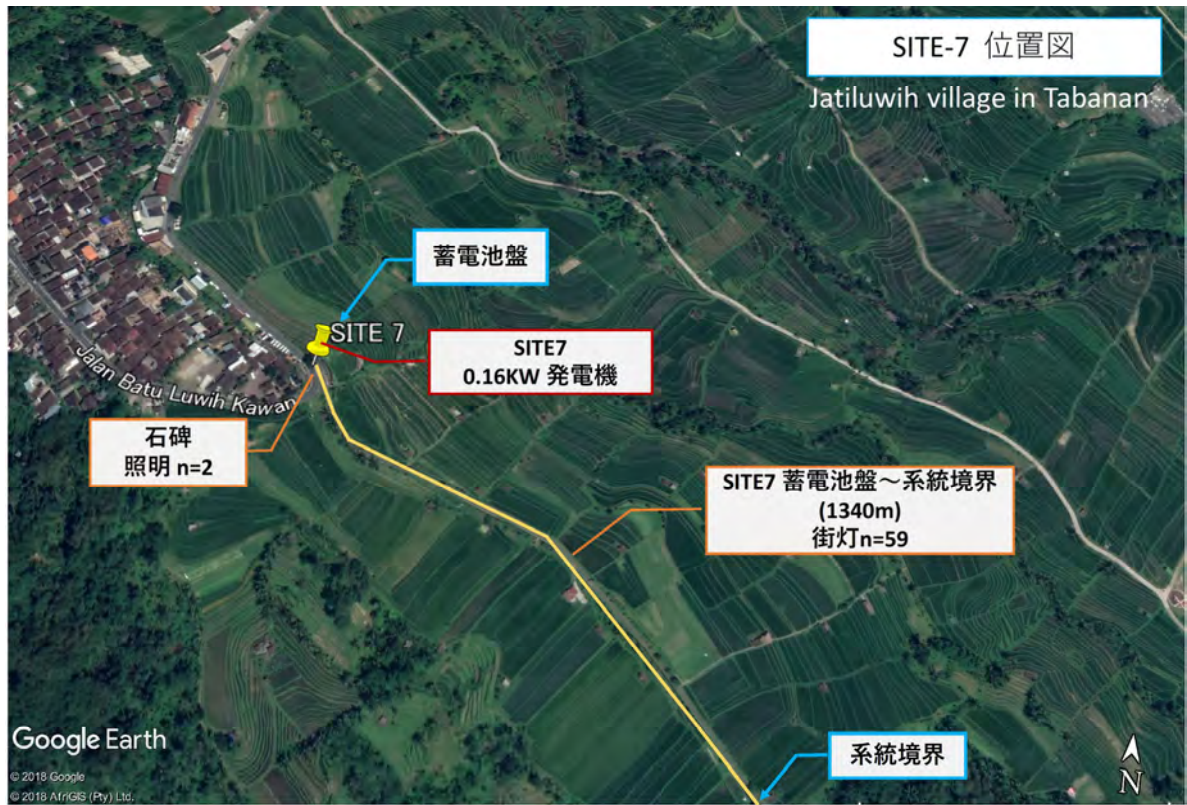 SITE-7 位置図
Jatiluwih village in Tabanan
蓄電池盤
SITE 7
SITE7
0.16KW 発電機
Jalan Batu Luwih Kawan
石碑
照明 n=2
SITE7 蓄電池盤～系統境界
(1340m)
街灯n=59
系統境界
Google Earth
© 2018 Google
© 2018 AfriGIS (Pty) Ltd.
N